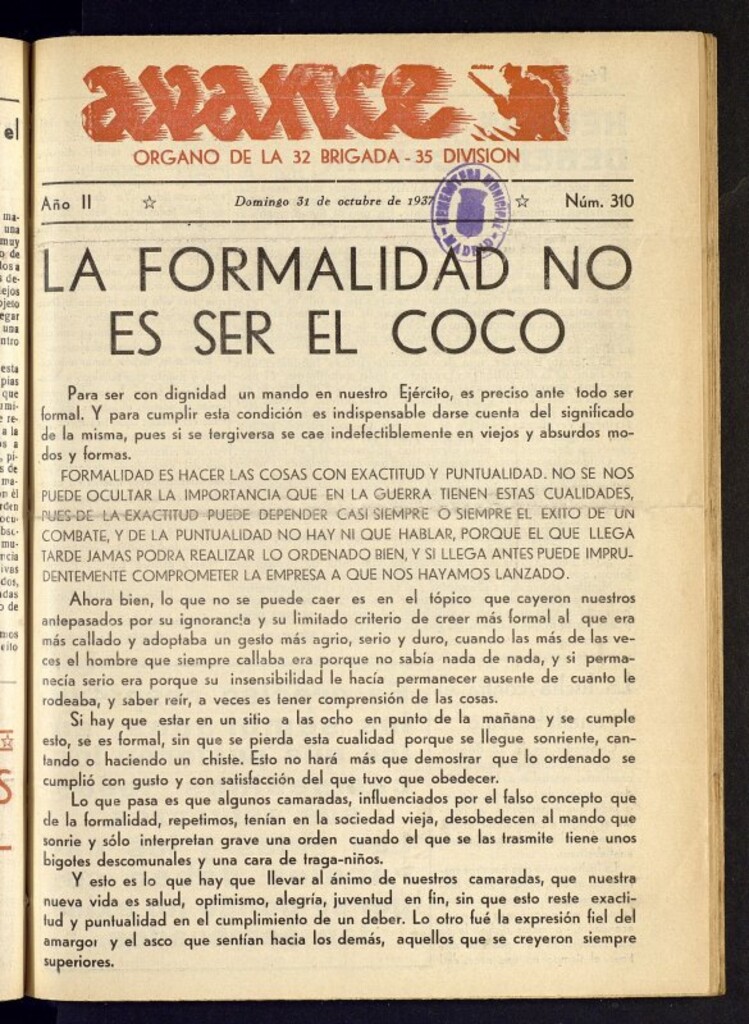 avance
ORGANO DE LA 32 BRIGADA - 35 DIVISION
Año II ☆ Domingo 31 de octubre de 1937 ☆ Núm. 310
HEMEROTECA MUNICIPAL
MADRID
LA FORMALIDAD NO
ES SER EL COCO
Para ser con dignidad un mando en nuestro Ejército, es preciso ante todo ser
formal. Y para cumplir esta condición es indispensable darse cuenta del significado
de la misma, pues si se tergiversa se cae indefectiblemente en viejos y absurdos mo-
dos y formas.
FORMALIDAD ES HACER LAS COSAS CON EXACTITUD Y PUNTUALIDAD. NO SE NOS
PUEDE OCULTAR LA IMPORTANCIA QUE EN LA GUERRA TIENEN ESTAS CUALIDADES,
PUES DE LA EXACTITUD PUEDE DEPENDER CASI SIEMPRE O SIEMPRE EL EXITO DE UN
COMBATE, Y DE LA PUNTUALIDAD NO HAY NI QUE HABLAR, PORQUE EL QUE LLEGA
TARDE JAMAS PODRA REALIZAR LO ORDENADO BIEN, Y SI LLEGA ANTES PUEDE IMPRU-
DENTEMENTE COMPROMETER LA EMPRESA A QUE NOS HAYAMOS LANZADO.
Ahora bien, lo que no se puede caer es en el tópico que cayeron nuestros
antepasados por su ignorancia y su limitado criterio de creer más formal al que era
más callado y adoptaba un gesto más agrio, serio y duro, cuando las más de las ve-
ces el hombre que siempre callaba era porque no sabía nada de nada, y si perma-
necía serio era porque su insensibilidad le hacía permanecer ausente de cuanto le
rodeaba, y saber reír, a veces es tener comprensión de las cosas.
Si hay que estar en un sitio a las ocho en punto de la mañana y se cumple
esto, se es formal, sin que se pierda esta cualidad porque se llegue sonriente, can-
tando o haciendo un chiste. Esto no hará más que demostrar que lo ordenado se
cumplió con gusto y con satisfacción del que tuvo que obedecer.
Lo que pasa es que algunos camaradas, influenciados por el falso concepto que
de la formalidad, repetimos, tenían en la sociedad vieja, desobedecen al mando que
sonrie y sólo interpretan grave una orden cuando el que se las trasmite tiene unos
bigotes descomunales y una cara de traga-niños.
Y esto es lo que hay que llevar al ánimo de nuestros camaradas, que nuestra
nueva vida es salud, optimismo, alegría, juventud en fin, sin que esto reste exacti-
tud y puntualidad en el cumplimiento de un deber. Lo otro fué la expresión fiel del
amargor y el asco que sentían hacia los demás, aquellos que se creyeron siempre
superiores.